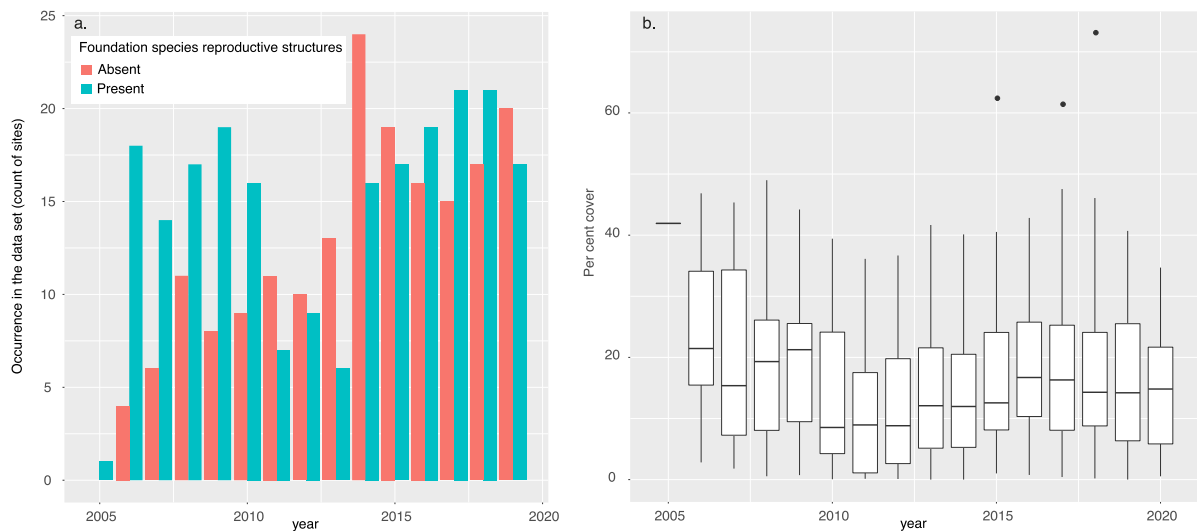 a.
Foundation species reproductive structures
Absent
Present
Occurrence in the data set (count of sites)
25
20
15
10
5
0
2005 2010 2015 2020
year
b.
Per cent cover
60
40
20
0
2005 2010 2015 2020
year